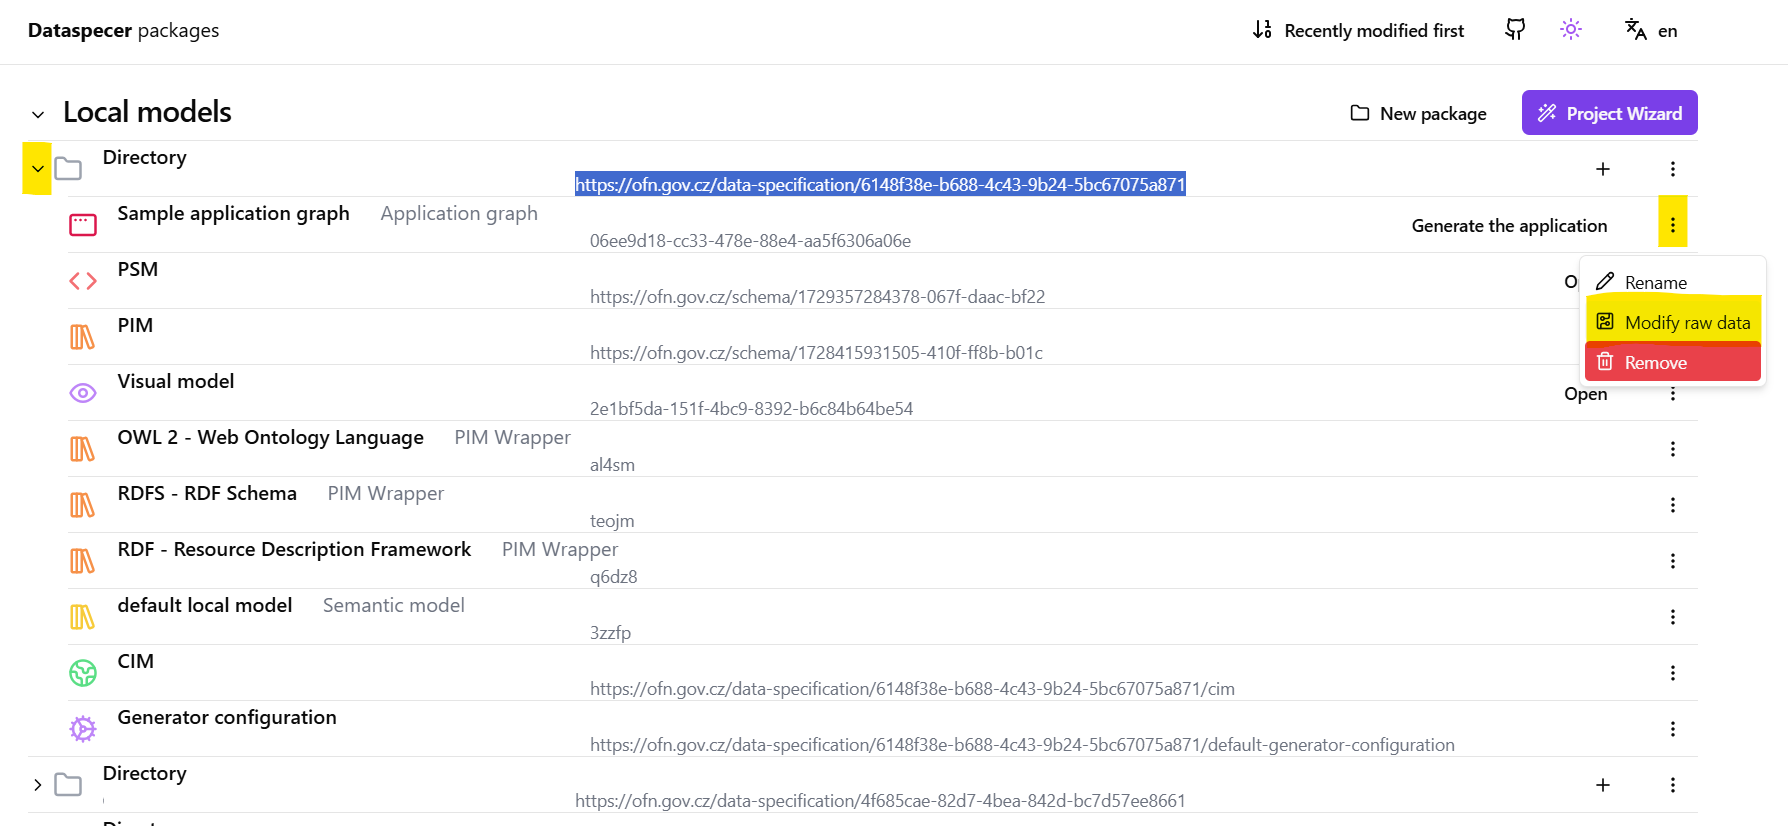 Dataspecer packages
Recently modified first
en
Local models
New package
Project Wizard
Directory
https://ofn.gov.cz/data-specification/6148f38e-b688-4c43-9b24-5bc67075a871
Sample application graph Application graph
06ee9d18-cc33-478e-88e4-aa5f6306a06e
Generate the application
Rename
Modify raw data
Remove
PSM
https://ofn.gov.cz/schema/1729357284378-067f-daac-bf22
PIM
https://ofn.gov.cz/schema/1728415931505-410f-ff8b-b01c
Visual model
2e1bf5da-151f-4bc9-8392-b6c84b64be54
Open
OWL 2 - Web Ontology Language PIM Wrapper
al4sm
RDFS - RDF Schema PIM Wrapper
teojm
RDF - Resource Description Framework PIM Wrapper
q6dz8
default local model Semantic model
3zzfp
CIM
https://ofn.gov.cz/data-specification/6148f38e-b688-4c43-9b24-5bc67075a871/cim
Generator configuration
https://ofn.gov.cz/data-specification/6148f38e-b688-4c43-9b24-5bc67075a871/default-generator-configuration
Directory
https://ofn.gov.cz/data-specification/4f685cae-82d7-4bea-842d-bc7d57ee8661